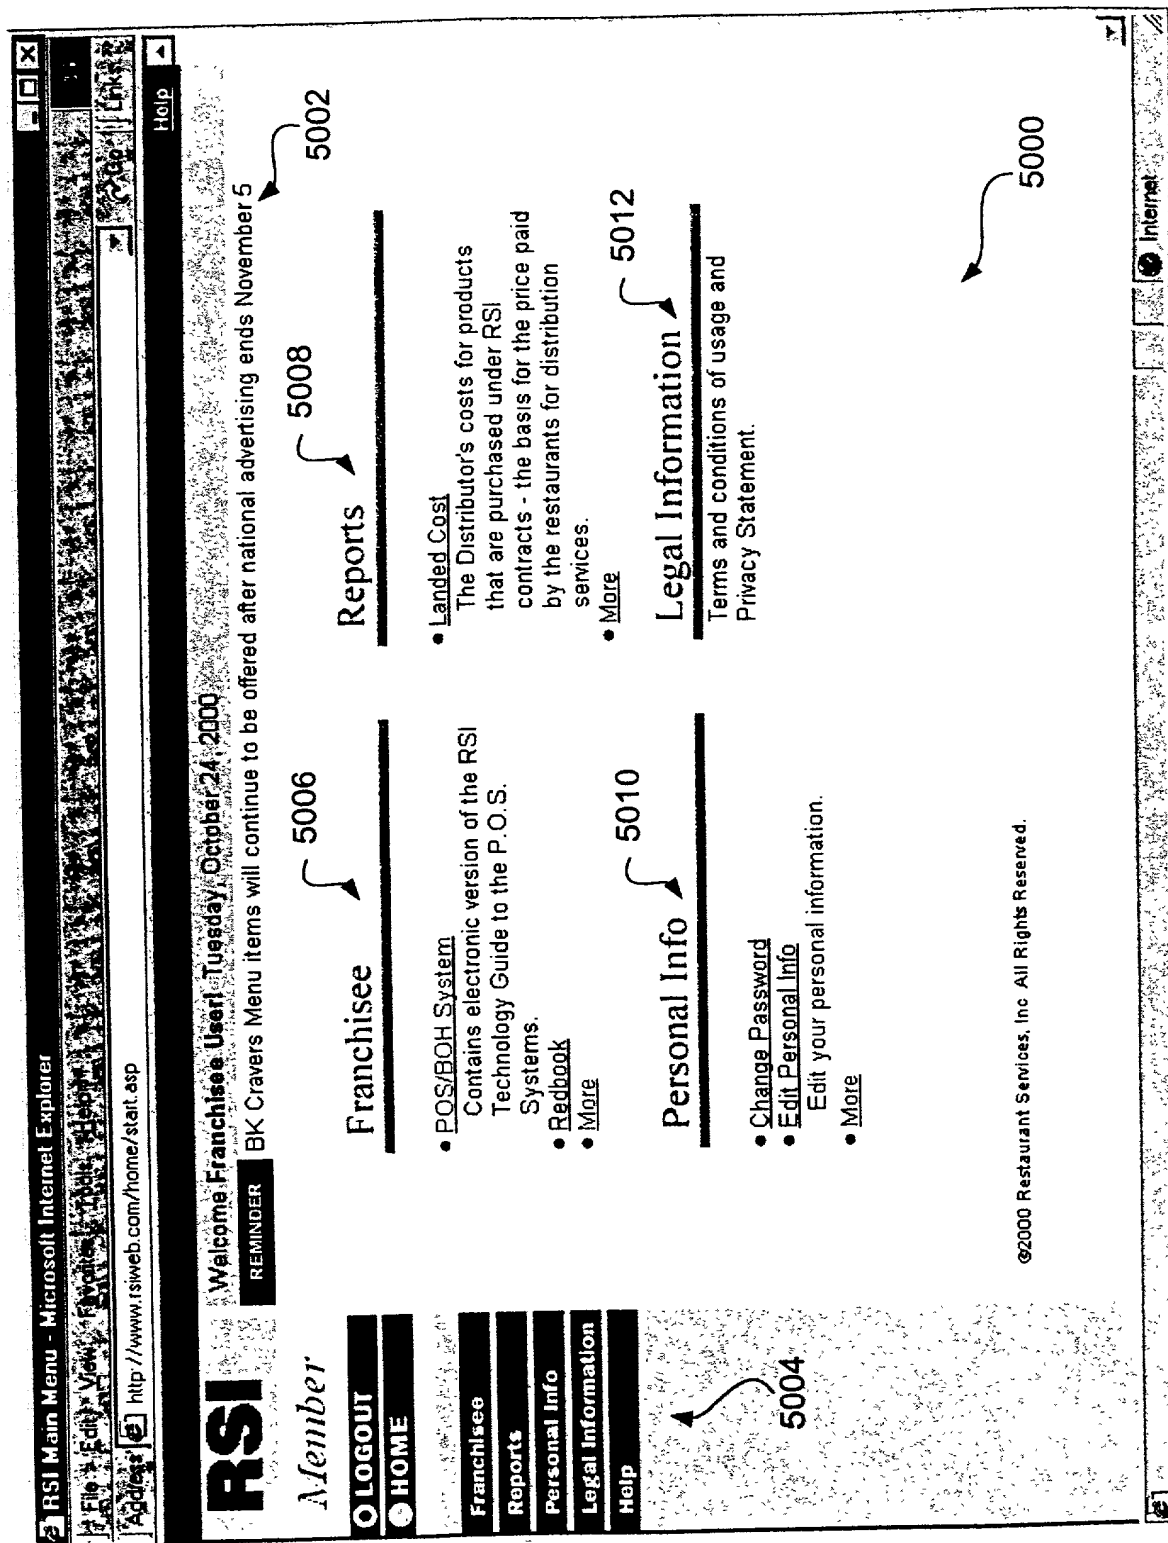 RSI Main Menu - Microsoft Internet Explorer
File Edit View Favorites Tools Help
Address http://www.rsiweb.com/home/start.asp
Go Links
Help
RSI
Welcome Franchisee User! Tuesday, October 24, 2000
REMINDER BK Cravers Menu items will continue to be offered after national advertising ends November 5
5002
Member
LOGOUT
HOME
Franchisee
Reports
Personal Info
Legal Information
Help
5004
Franchisee
5006
• POS/BOH System
Contains electronic version of the RSI
Technology Guide to the P.O.S.
Systems.
• Redbook
• More
Reports
5008
• Landed Cost
The Distributor's costs for products
that are purchased under RSI
contracts - the basis for the price paid
by the restaurants for distribution
services.
• More
Personal Info
5010
• Change Password
• Edit Personal Info
Edit your personal information.
• More
Legal Information
5012
Terms and conditions of usage and
Privacy Statement.
5000
©2000 Restaurant Services, Inc. All Rights Reserved.
Internet